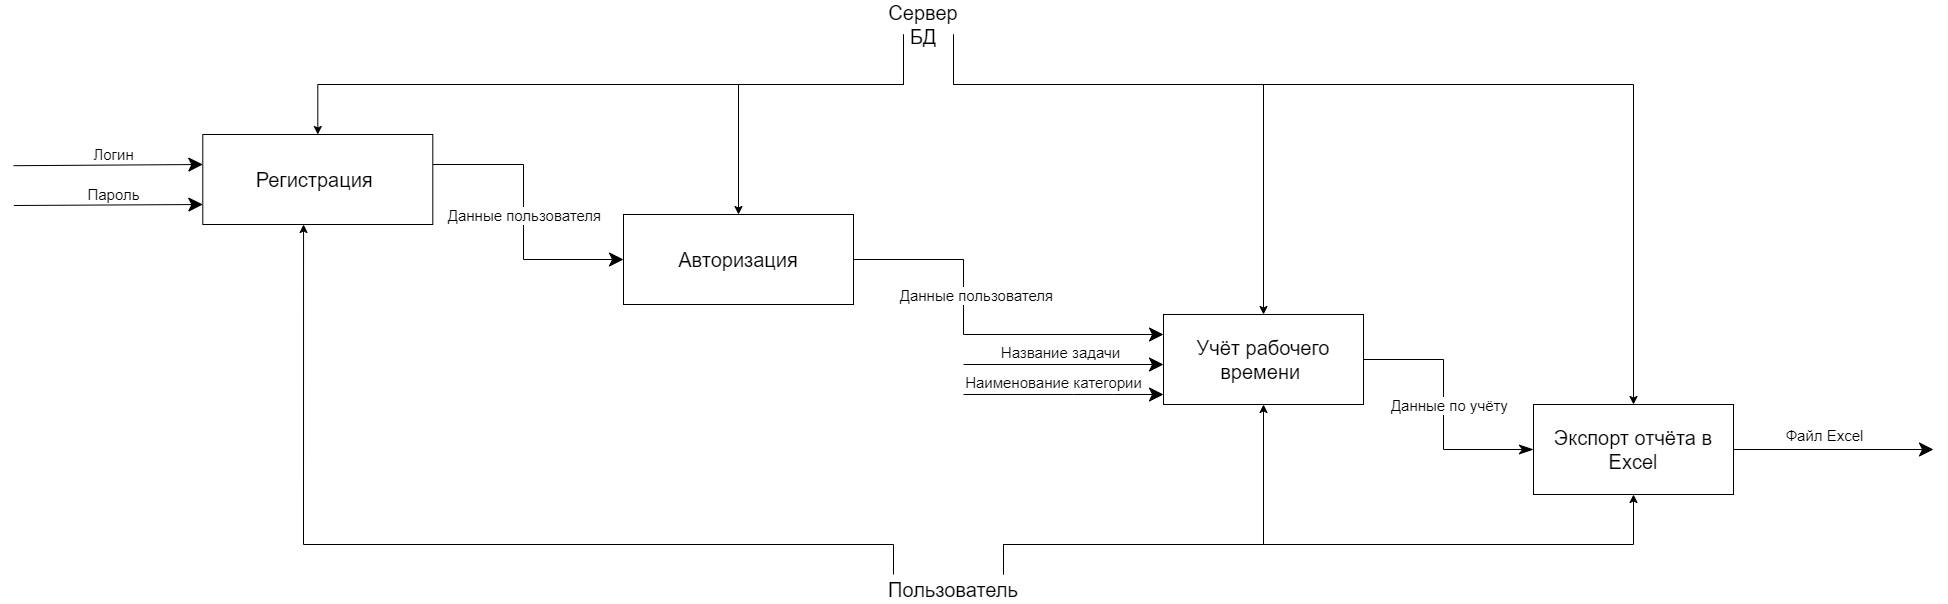 Сервер
БД
Логин
Пароль
Регистрация
Данные пользователя
Авторизация
Данные пользователя
Название задачи
Наименование категории
Учёт рабочего
времени
Данные по учёту
Экспорт отчёта в
Excel
Файл Excel
Пользователь